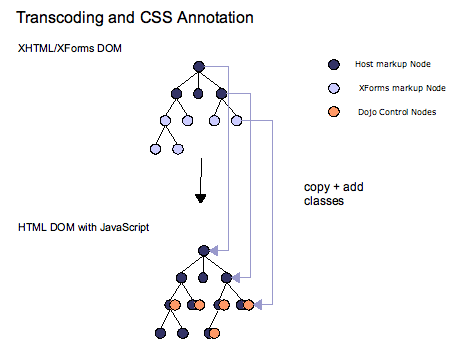 Transcoding and CSS Annotation
XHTML/XForms DOM
Host markup Node
XForms markup Node
Dojo Control Nodes
copy + add
classes
HTML DOM with JavaScript